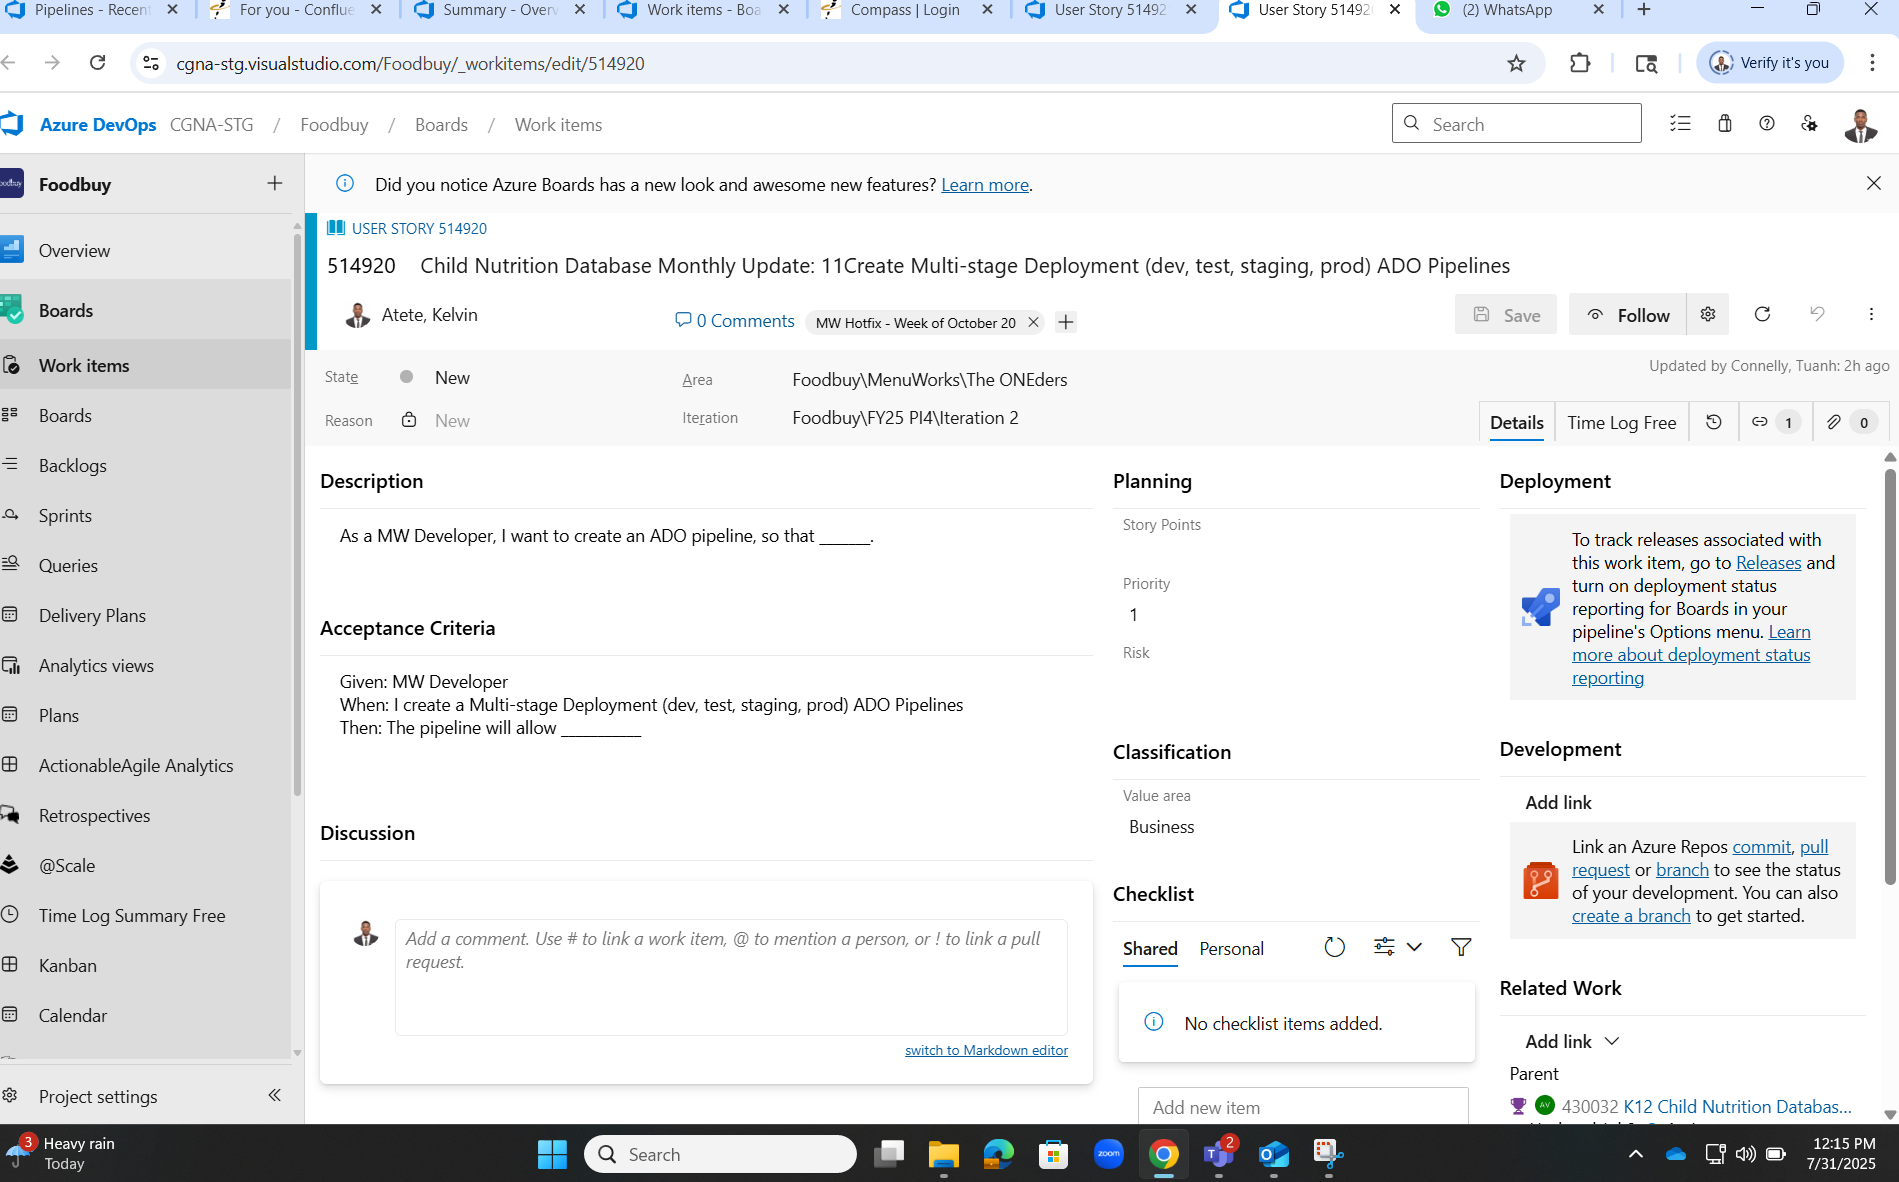 Pipelines - Recent
For you - Conflue
Summary - Overv
Work items - Boa
Compass | Login
User Story 51492
User Story 51492
(2) WhatsApp
cgna-stg.visualstudio.com/Foodbuy/_workitems/edit/514920
Verify it's you
Azure DevOps CGNA-STG / Foodbuy / Boards / Work items
Search
Foodbuy
Overview
Boards
Work items
Boards
Backlogs
Sprints
Queries
Delivery Plans
Analytics views
Plans
ActionableAgile Analytics
Retrospectives
@Scale
Time Log Summary Free
Kanban
Calendar
Project settings
Did you notice Azure Boards has a new look and awesome new features? Learn more.
USER STORY 514920
514920 Child Nutrition Database Monthly Update: 11Create Multi-stage Deployment (dev, test, staging, prod) ADO Pipelines
Atete, Kelvin
0 Comments
MW Hotfix - Week of October 20
Save
Follow
State New
Reason New
Area Foodbuy\MenuWorks\The ONEders
Iteration Foodbuy\FY25 PI4\Iteration 2
Updated by Connelly, Tuanh: 2h ago
Details
Time Log Free
1
0
Description
As a MW Developer, I want to create an ADO pipeline, so that ______.
Acceptance Criteria
Given: MW Developer
When: I create a Multi-stage Deployment (dev, test, staging, prod) ADO Pipelines
Then: The pipeline will allow __________
Discussion
Add a comment. Use # to link a work item, @ to mention a person, or ! to link a pull
request.
switch to Markdown editor
Planning
Story Points
Priority
1
Risk
Classification
Value area
Business
Checklist
Shared Personal
No checklist items added.
Add new item
Deployment
To track releases associated with
this work item, go to Releases and
turn on deployment status
reporting for Boards in your
pipeline's Options menu. Learn
more about deployment status
reporting
Development
Add link
Link an Azure Repos commit, pull
request or branch to see the status
of your development. You can also
create a branch to get started.
Related Work
Add link
Parent
AV 430032 K12 Child Nutrition Databas...
3
Heavy rain
Today
Search
zoom
2
12:15 PM
7/31/2025